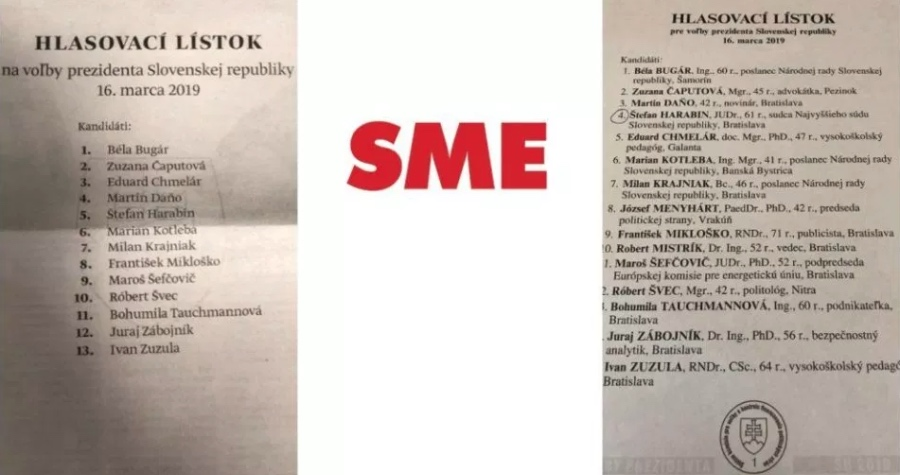 HLASOVACÍ LÍSTOK
na voľby prezidenta Slovenskej republiky
16. marca 2019
Kandidáti:
1. Béla Bugár
2. Zuzana Čaputová
3. Eduard Chmelár
4. Martin Daňo
5. Štefan Harabin
6. Marian Kotleba
7. Milan Krajniak
8. František Mikloško
9. Maroš Šefčovič
10. Róbert Švec
11. Bohumila Tauchmannová
12. Juraj Zábojník
13. Ivan Zuzula
SME
HLASOVACÍ LÍSTOK
pre voľby prezidenta Slovenskej republiky
16. marca 2019
Kandidáti:
1. Béla BUGÁR, Ing., 60 r., poslanec Národnej rady Slovenskej
republiky, Šamorín
2. Zuzana ČAPUTOVÁ, Mgr., 45 r., advokátka, Pezinok
3. Martin DAŇO, 42 r., novinár, Bratislava
4. Štefan HARABIN, JUDr., 61 r., sudca Najvyššieho súdu
Slovenskej republiky, Bratislava
5. Eduard CHMELÁR, doc. Mgr., PhD., 47 r., vysokoškolský
pedagóg, Galanta
6. Marian KOTLEBA, Ing. Mgr., 41 r., poslanec Národnej rady
Slovenskej republiky, Banská Bystrica
7. Milan KRAJNIAK, Bc., 46 r., poslanec Národnej rady
Slovenskej republiky, Bratislava
8. József MENYHÁRT, PaedDr., PhD., 42 r., predseda
politickej strany, Vrakúň
9. František MIKLOŠKO, RNDr., 71 r., publicista, Bratislava
0. Robert MISTRÍK, Dr. Ing., 52 r., vedec, Bratislava
1. Maroš ŠEFČOVIČ, JUDr., PhD., 52 r., podpredseda
Európskej komisie pre energetickú úniu, Bratislava
2. Róbert ŠVEC, Mgr., 42 r., politológ, Nitra
Bohumila TAUCHMANNOVÁ, Ing., 60 r., podnikateľka,
Bratislava
Juraj ZÁBOJNÍK, Dr. Ing., PhD., 56 r., bezpečnostný
analytik, Bratislava
Ivan ZUZULA, RNDr., CSc., 64 r., vysokoškolský pedagó
Bratislava
1